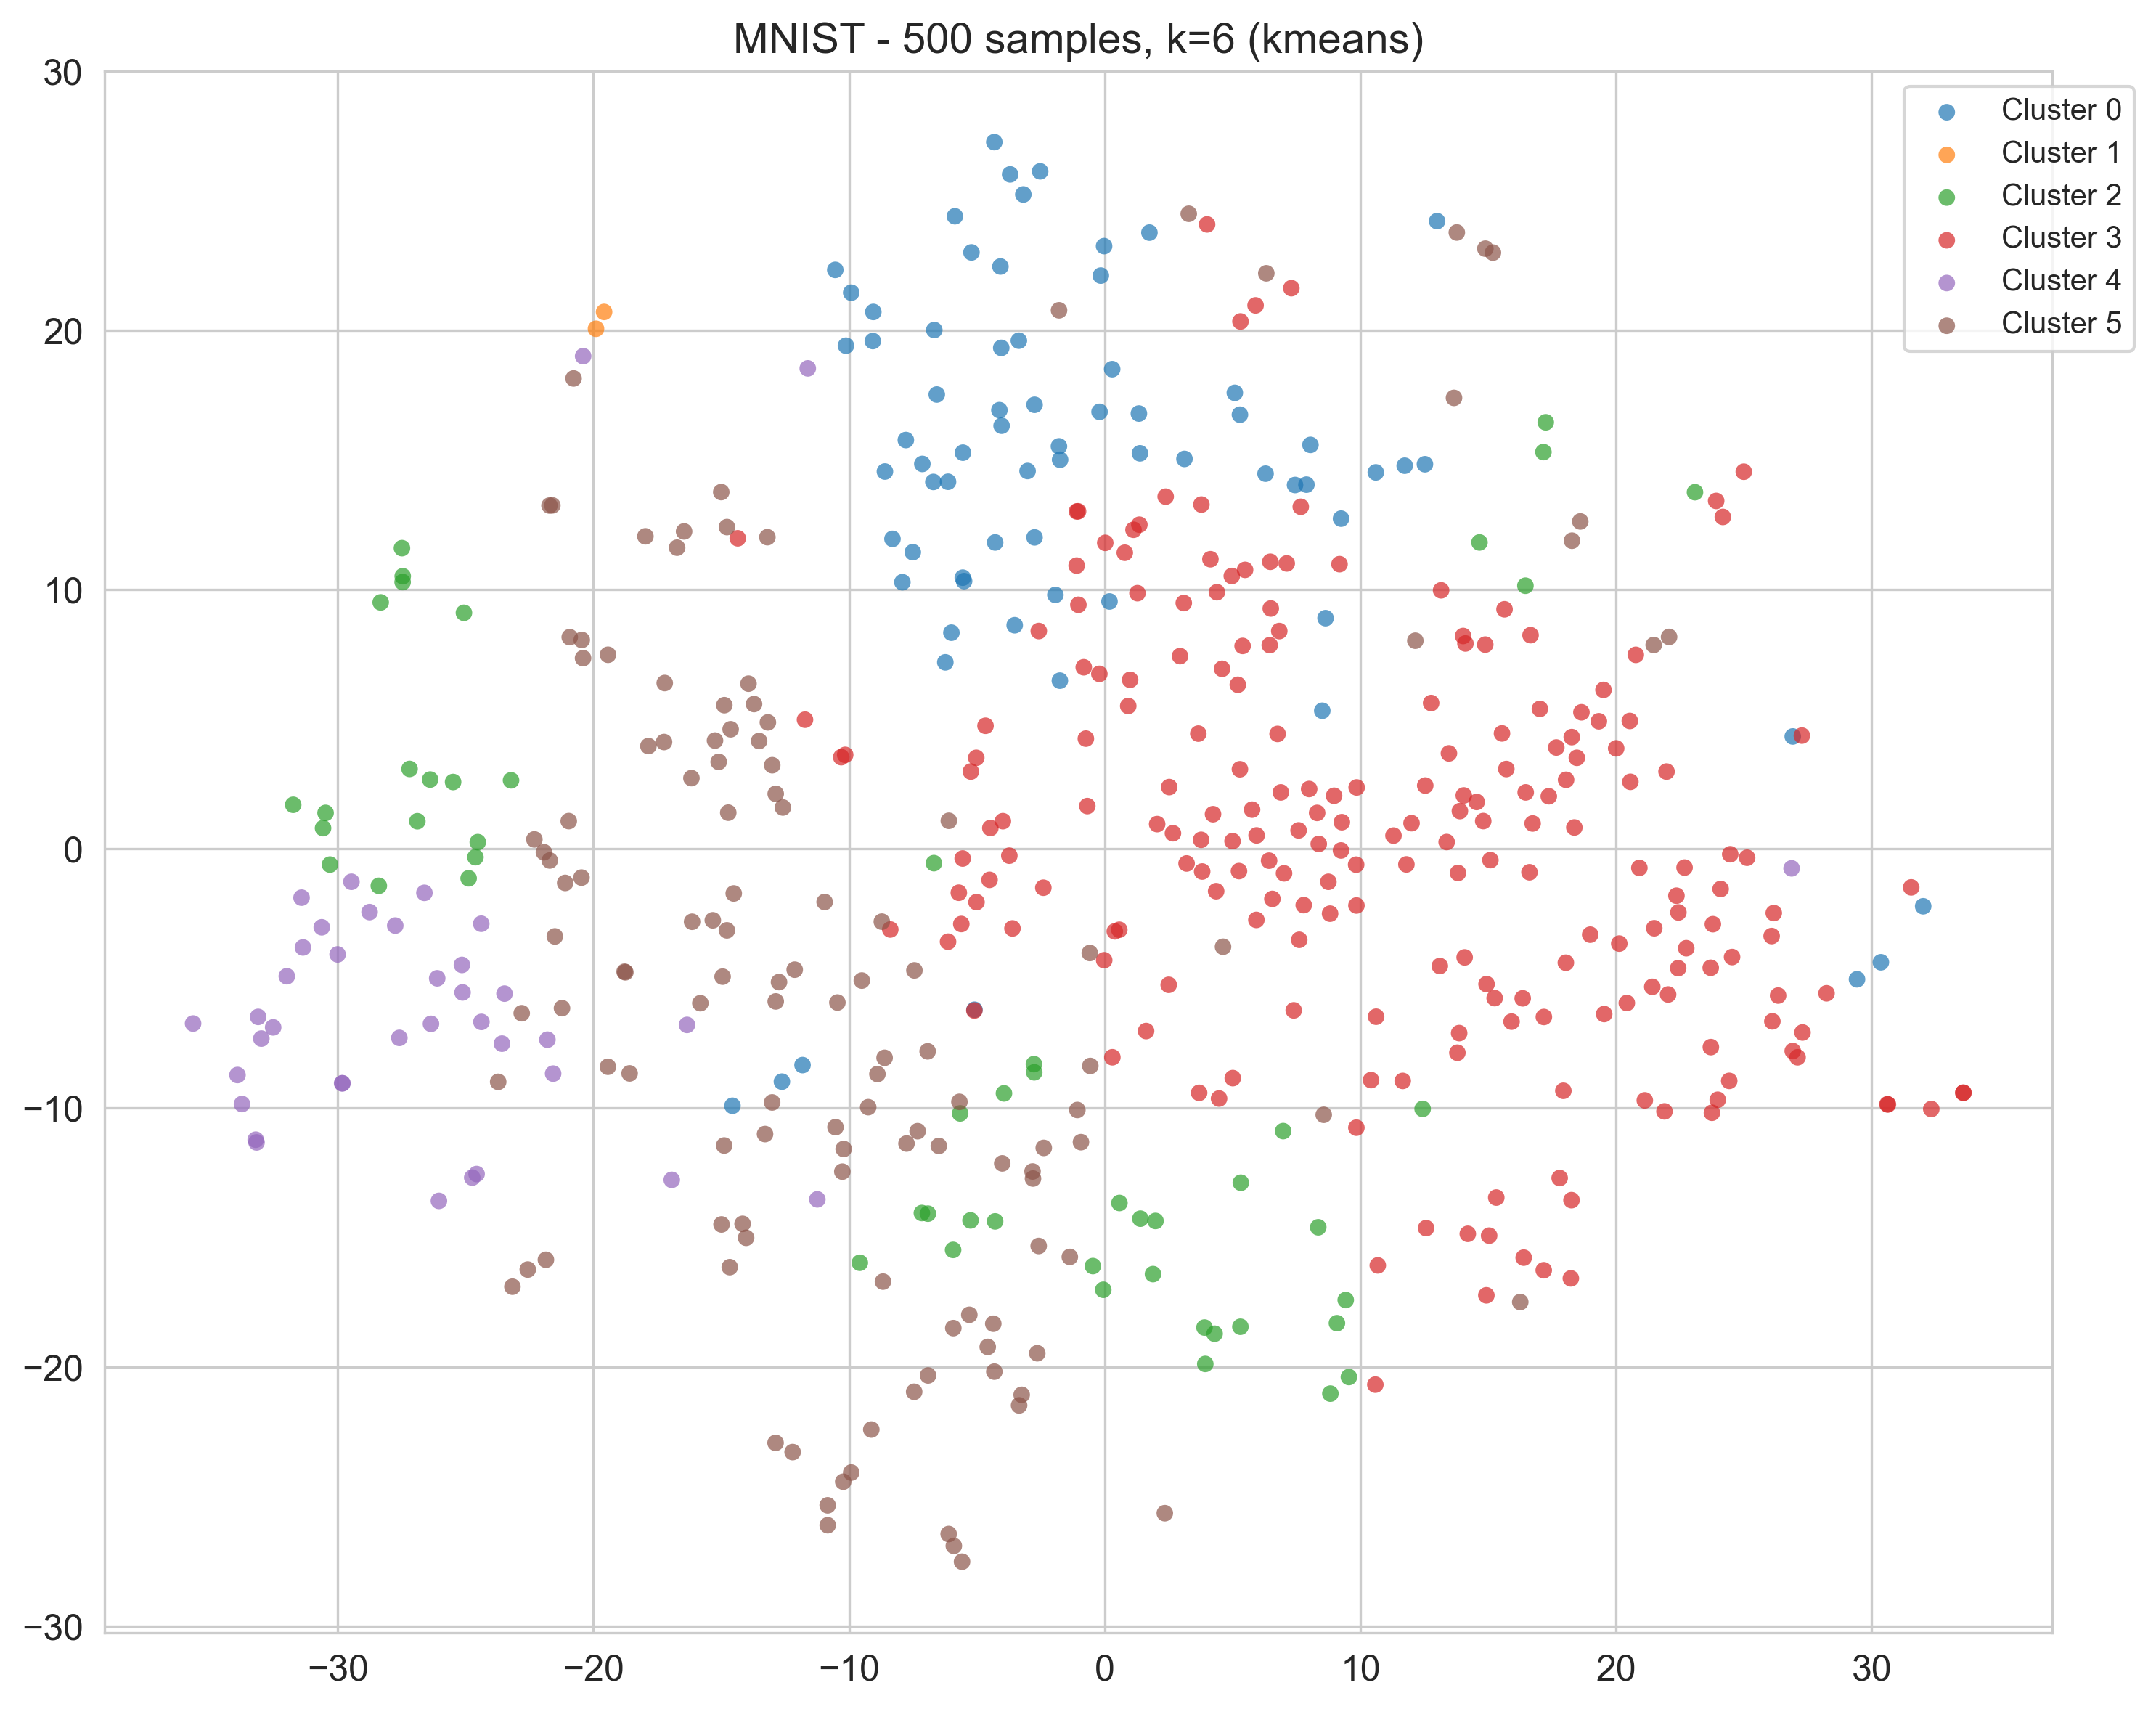 MNIST - 500 samples, k=6 (kmeans)
30
20
10
0
−10
−20
−30
−30 −20 −10 0 10 20 30
Cluster 0
Cluster 1
Cluster 2
Cluster 3
Cluster 4
Cluster 5